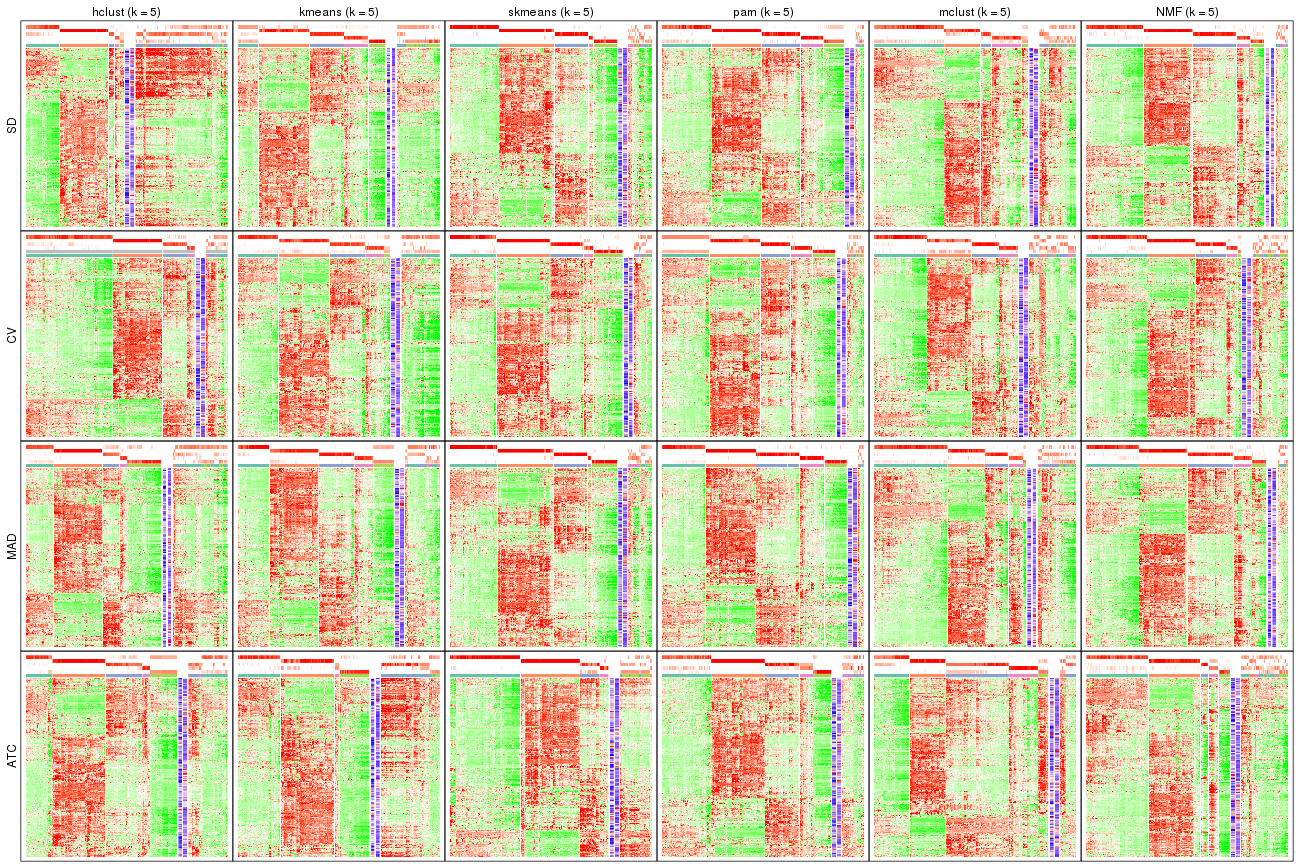 hclust (k = 5) kmeans (k = 5) skmeans (k = 5) pam (k = 5) mclust (k = 5) NMF (k = 5)
SD
CV
MAD
ATC